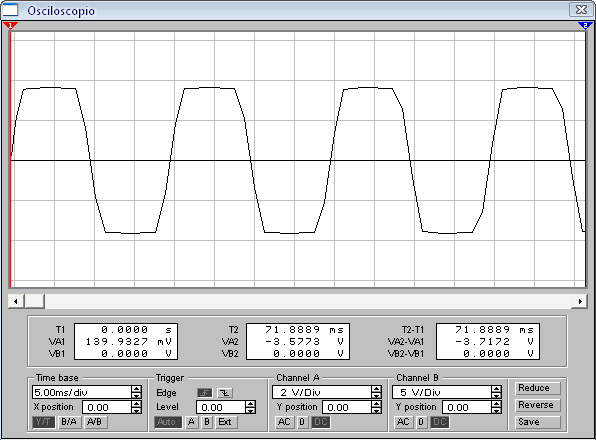 Osciloscopio
1 2
T1 0.0000 s T2 71.8889 ms T2-T1 71.8889 ms
VA1 139.9327 mV VA2 -3.5773 V VA2-VA1 -3.7172 V
VB1 0.0000 V VB2 0.0000 V VB2-VB1 0.0000 V
Time base Trigger Channel A Channel B
5.00ms/div Edge 2 V/Div 5 V/Div Reduce
X position 0.00 Level 0.00 Y position 0.00 Y position 0.00 Reverse
Y/T B/A A/B Auto A B Ext AC 0 DC AC 0 DC Save